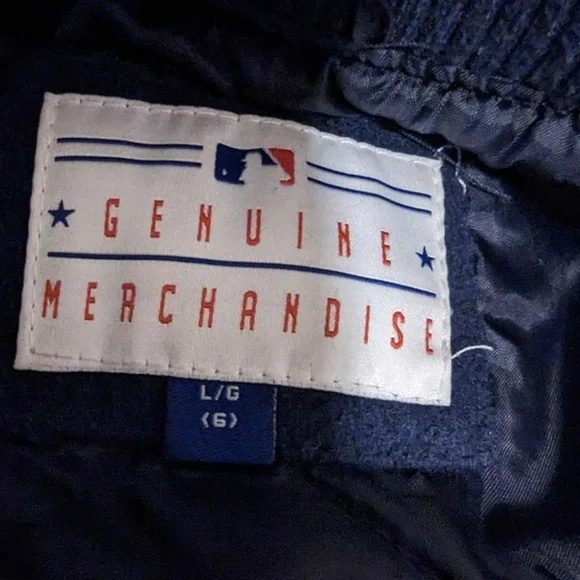 GENUINE
MERCHANDISE
L/G
(6)